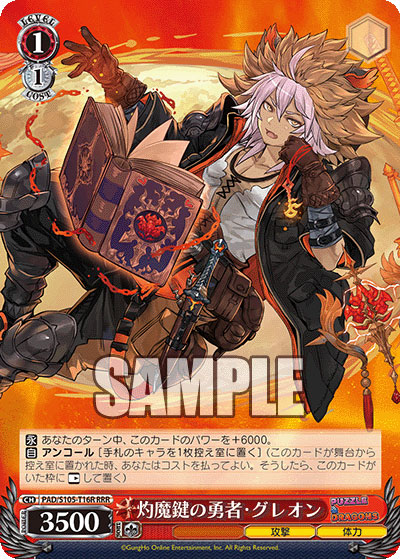 LEVEL
1
1
COST
SAMPLE
永 あなたのターン中、このカードのパワーを+6000。
自 アンコール [手札のキャラを1枚控え室に置く] (このカードが舞台から
控え室に置かれた時、あなたはコストを払ってよい。そうしたら、このカードが
いた枠に レストして置く)
CH PAD/S105-T16R RRR
灼魔鍵の勇者・グレオン
3500
攻撃
体力
©GungHo Online Entertainment, Inc. All Rights Reserved.